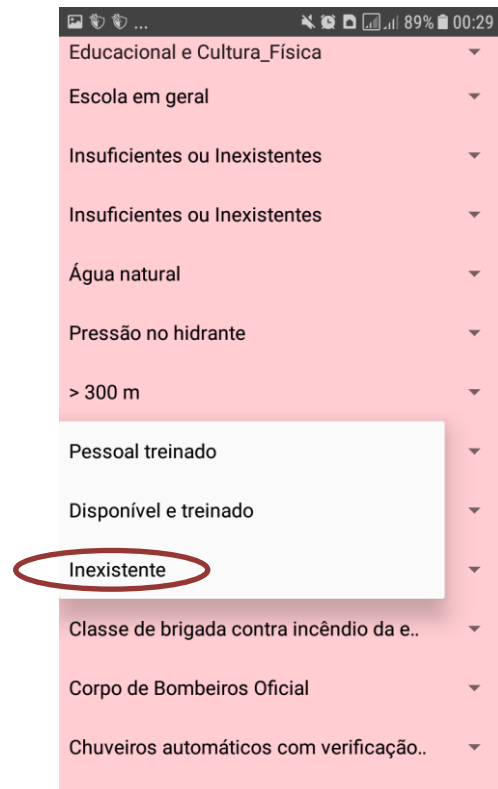 ... 89% 00:29
Educacional e Cultura_Física
Escola em geral
Insuficientes ou Inexistentes
Insuficientes ou Inexistentes
Água natural
Pressão no hidrante
> 300 m
Pessoal treinado
Disponível e treinado
Inexistente
Classe de brigada contra incêndio da e..
Corpo de Bombeiros Oficial
Chuveiros automáticos com verificação..